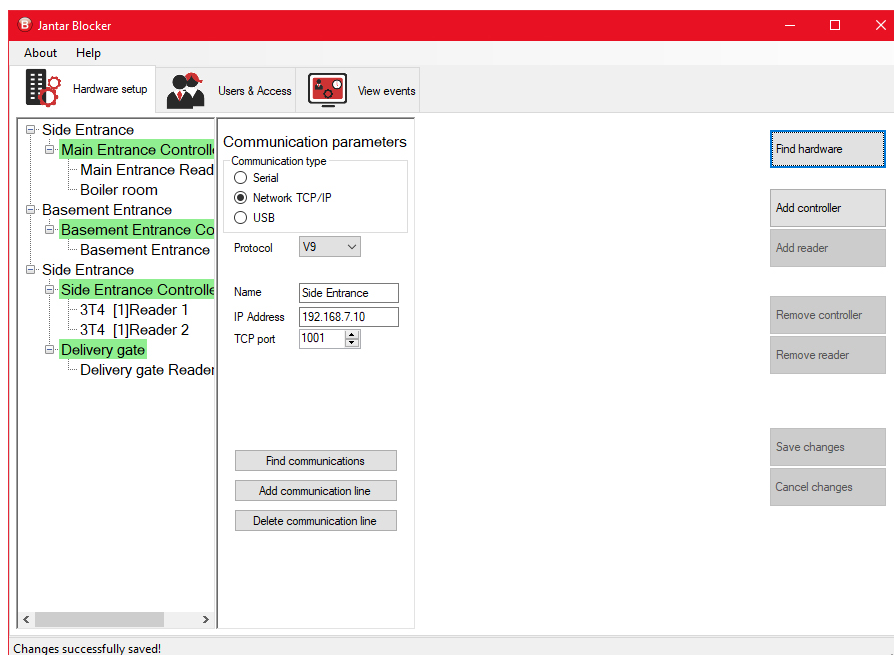 B Jantar Blocker
About Help
Hardware setup Users & Access View events
Side Entrance
Main Entrance Controlle
Main Entrance Read
Boiler room
Basement Entrance
Basement Entrance Co
Basement Entrance
Side Entrance
Side Entrance Controlle
3T4 [1]Reader 1
3T4 [1]Reader 2
Delivery gate
Delivery gate Reader
Communication parameters
Communication type
Serial
Network TCP/IP
USB
Protocol V9
Name Side Entrance
IP Address 192.168.7.10
TCP port 1001
Find communications
Add communication line
Delete communication line
Find hardware
Add controller
Add reader
Remove controller
Remove reader
Save changes
Cancel changes
Changes successfully saved!